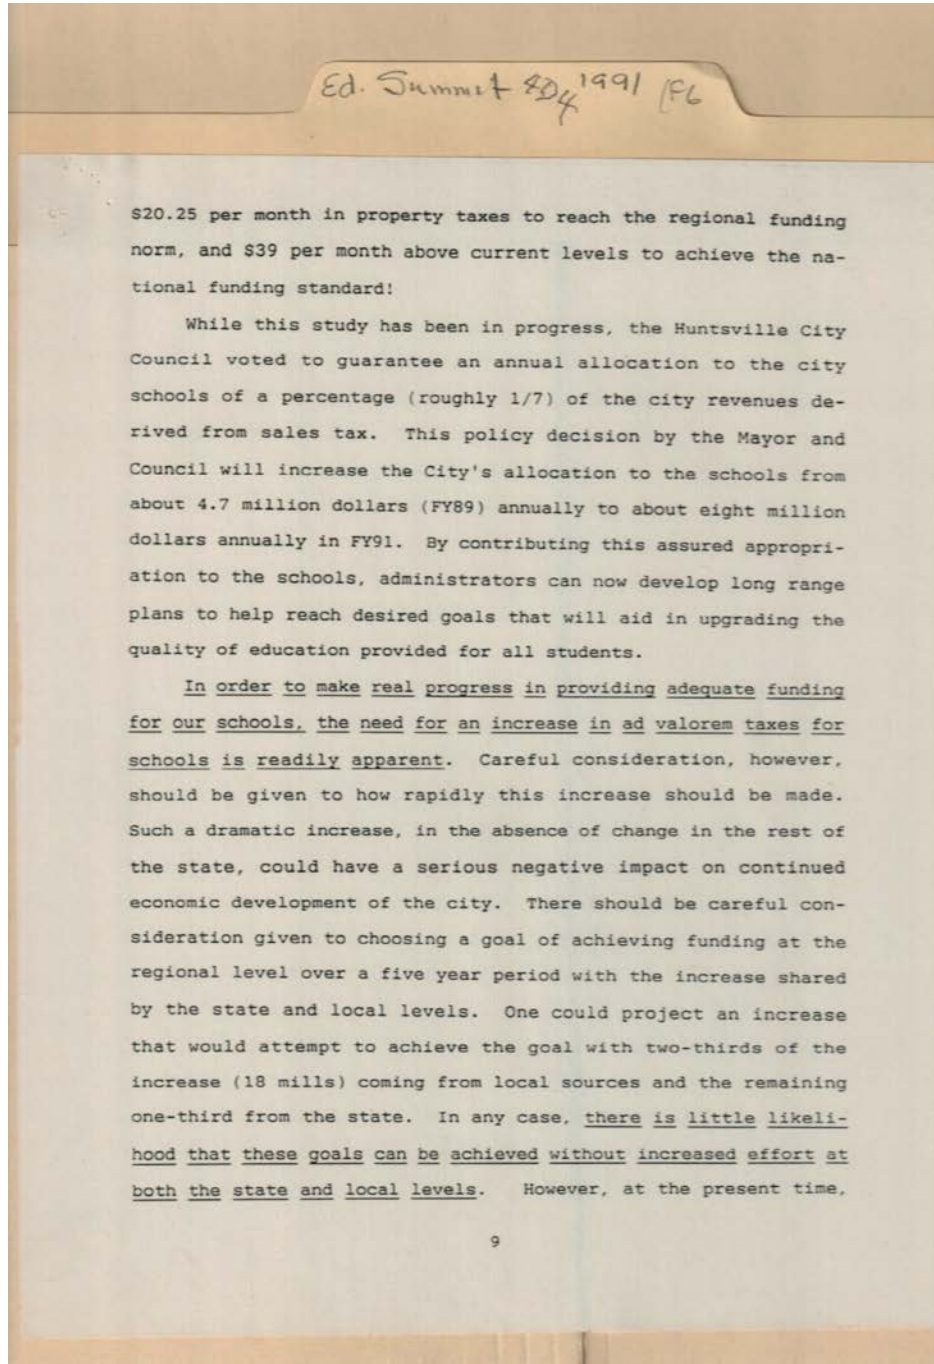 Ed. Summit 1991
$20.25 per month in property taxes to reach the regional funding
norm, and $39 per month above current levels to achieve the na-
tional funding standard!
While this study has been in progress, the Huntsville City
Council voted to guarantee an annual allocation to the city
schools of a percentage (roughly 1/7) of the city revenues de-
rived from sales tax. This policy decision by the Mayor and
Council will increase the City's allocation to the schools from
about 4.7 million dollars (FY89) annually to about eight million
dollars annually in FY91. By contributing this assured appropri-
ation to the schools, administrators can now develop long range
plans to help reach desired goals that will aid in upgrading the
quality of education provided for all students.
In order to make real progress in providing adequate funding
for our schools, the need for an increase in ad valorem taxes for
schools is readily apparent. Careful consideration, however,
should be given to how rapidly this increase should be made.
Such a dramatic increase, in the absence of change in the rest of
the state, could have a serious negative impact on continued
economic development of the city. There should be careful con-
sideration given to choosing a goal of achieving funding at the
regional level over a five year period with the increase shared
by the state and local levels. One could project an increase
that would attempt to achieve the goal with two-thirds of the
increase (18 mills) coming from local sources and the remaining
one-third from the state. In any case, there is little likeli-
hood that these goals can be achieved without increased effort at
both the state and local levels. However, at the present time,
9